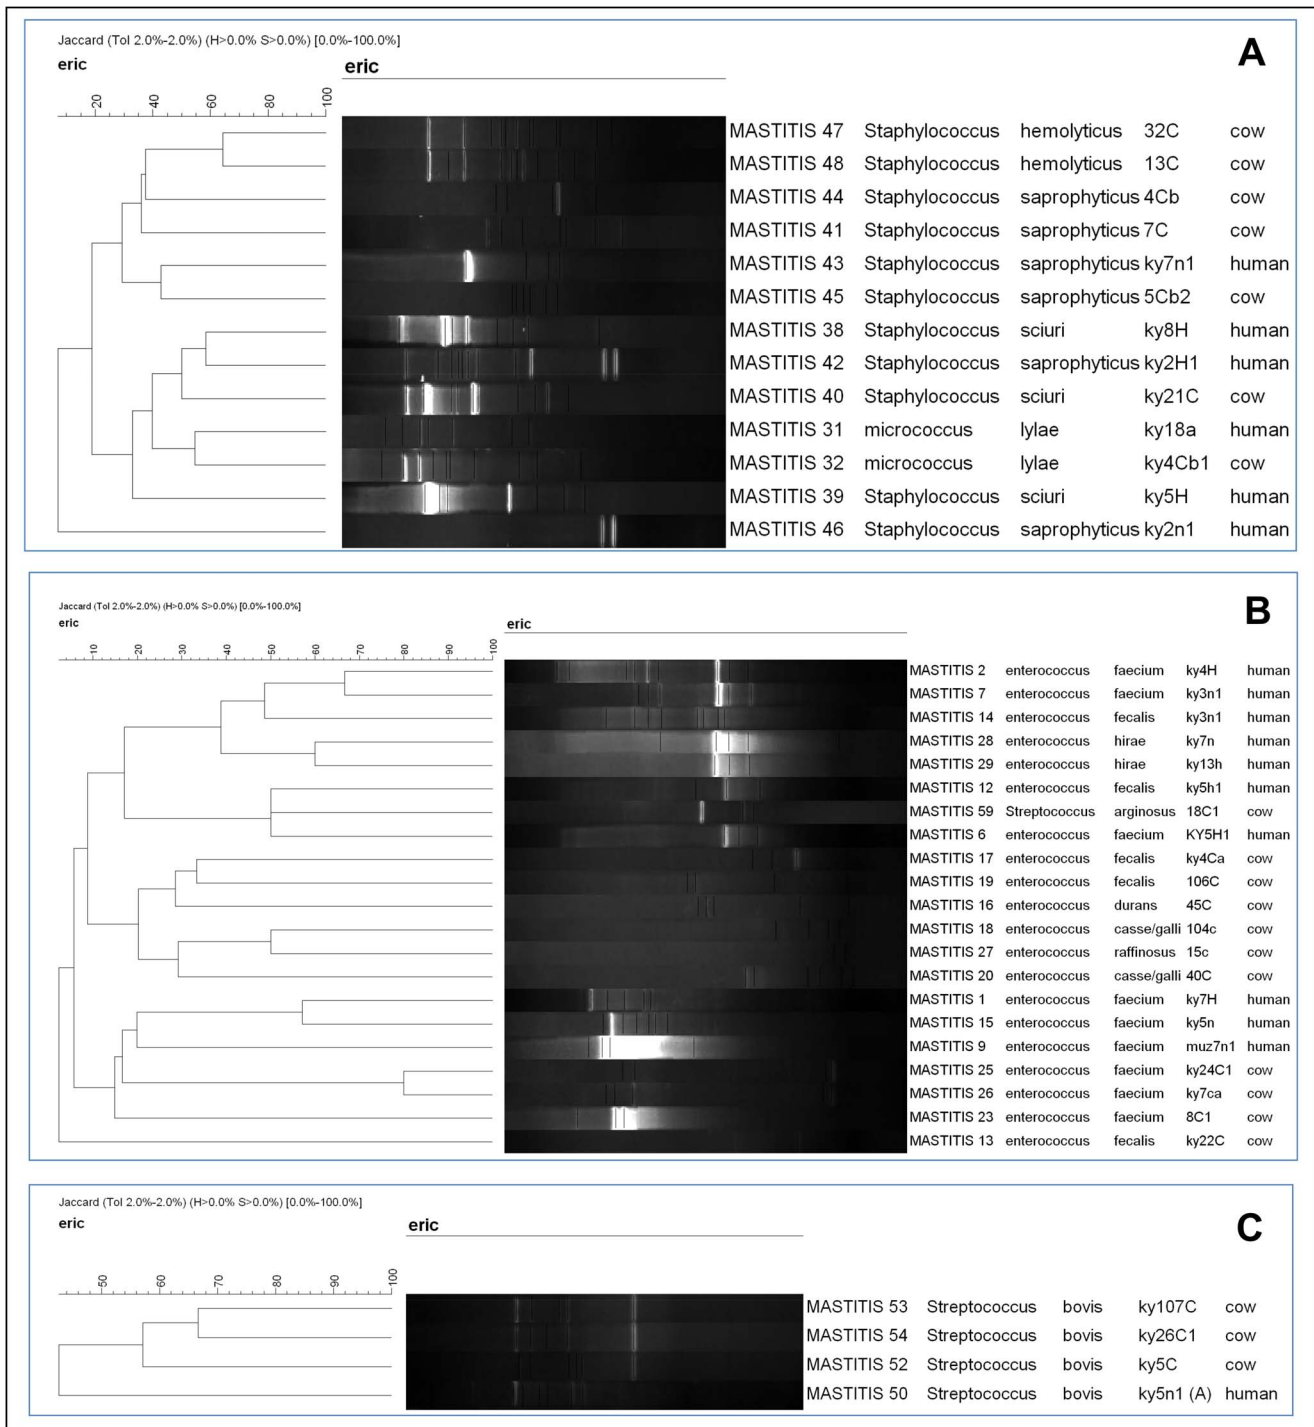 A
Jaccard (Tol 2.0%-2.0%) (H>0.0% S>0.0%) [0.0%-100.0%]
eric
eric
20 40 60 80 100
MASTITIS 47 Staphylococcus hemolyticus 32C cow
MASTITIS 48 Staphylococcus hemolyticus 13C cow
MASTITIS 44 Staphylococcus saprophyticus 4Cb cow
MASTITIS 41 Staphylococcus saprophyticus 7C cow
MASTITIS 43 Staphylococcus saprophyticus ky7n1 human
MASTITIS 45 Staphylococcus saprophyticus 5Cb2 cow
MASTITIS 38 Staphylococcus sciuri ky8H human
MASTITIS 42 Staphylococcus saprophyticus ky2H1 human
MASTITIS 40 Staphylococcus sciuri ky21C cow
MASTITIS 31 micrococcus lylae ky18a human
MASTITIS 32 micrococcus lylae ky4Cb1 cow
MASTITIS 39 Staphylococcus sciuri ky5H human
MASTITIS 46 Staphylococcus saprophyticus ky2n1 human
B
Jaccard (Tol 2.0%-2.0%) (H>0.0% S>0.0%) [0.0%-100.0%]
eric
eric
10 20 30 40 50 60 70 80 90 100
MASTITIS 2 enterococcus faecium ky4H human
MASTITIS 7 enterococcus faecium ky3n1 human
MASTITIS 14 enterococcus fecalis ky3n1 human
MASTITIS 28 enterococcus hirae ky7n human
MASTITIS 29 enterococcus hirae ky13h human
MASTITIS 12 enterococcus fecalis ky5h1 human
MASTITIS 59 Streptococcus arginosus 18C1 cow
MASTITIS 6 enterococcus faecium KY5H1 human
MASTITIS 17 enterococcus fecalis ky4Ca cow
MASTITIS 19 enterococcus fecalis 106C cow
MASTITIS 16 enterococcus durans 45C cow
MASTITIS 18 enterococcus casse/galli 104c cow
MASTITIS 27 enterococcus raffinosus 15c cow
MASTITIS 20 enterococcus casse/galli 40C cow
MASTITIS 1 enterococcus faecium ky7H human
MASTITIS 15 enterococcus faecium ky5n human
MASTITIS 9 enterococcus faecium muz7n1 human
MASTITIS 25 enterococcus faecium ky24C1 cow
MASTITIS 26 enterococcus faecium ky7ca cow
MASTITIS 23 enterococcus faecium 8C1 cow
MASTITIS 13 enterococcus fecalis ky22C cow
C
Jaccard (Tol 2.0%-2.0%) (H>0.0% S>0.0%) [0.0%-100.0%]
eric
eric
50 60 70 80 90 100
MASTITIS 53 Streptococcus bovis ky107C cow
MASTITIS 54 Streptococcus bovis ky26C1 cow
MASTITIS 52 Streptococcus bovis ky5C cow
MASTITIS 50 Streptococcus bovis ky5n1 (A) human